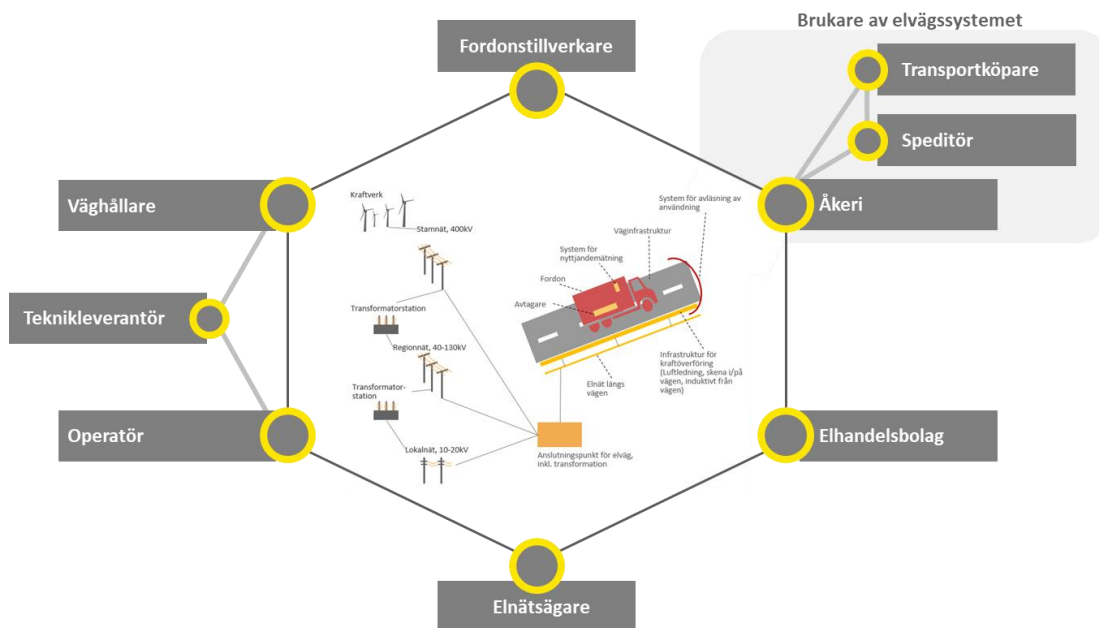 Brukare av elvägssystemet
Fordonstillverkare
Transportköpare
Speditör
Väghållare
Åkeri
Teknikleverantör
Operatör
Elhandelsbolag
Elnätsägare
Kraftverk
Stamnät, 400kV
Transformatorstation
Regionnät, 40-130kV
Transformator-
station
Lokalnät, 10-20kV
System för avläsning av
användning
Väginfrastruktur
System för
nyttjandemätning
Fordon
Avtagare
Elnät längs
vägen
Infrastruktur för
kraftöverföring
(Luftledning, skena i/på
vägen, induktivt från
vägen)
Anslutningspunkt för elväg,
inkl. transformation